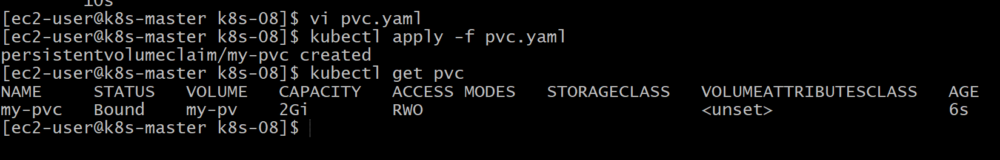 10s
[ec2-user@k8s-master k8s-08]$ vi pvc.yaml
[ec2-user@k8s-master k8s-08]$ kubectl apply -f pvc.yaml
persistentvolumeclaim/my-pvc created
[ec2-user@k8s-master k8s-08]$ kubectl get pvc
NAME     STATUS   VOLUME   CAPACITY   ACCESS MODES   STORAGECLASS   VOLUMEATTRIBUTESCLASS   AGE
my-pvc   Bound    my-pv    2Gi        RWO                           <unset>                 6s
[ec2-user@k8s-master k8s-08]$